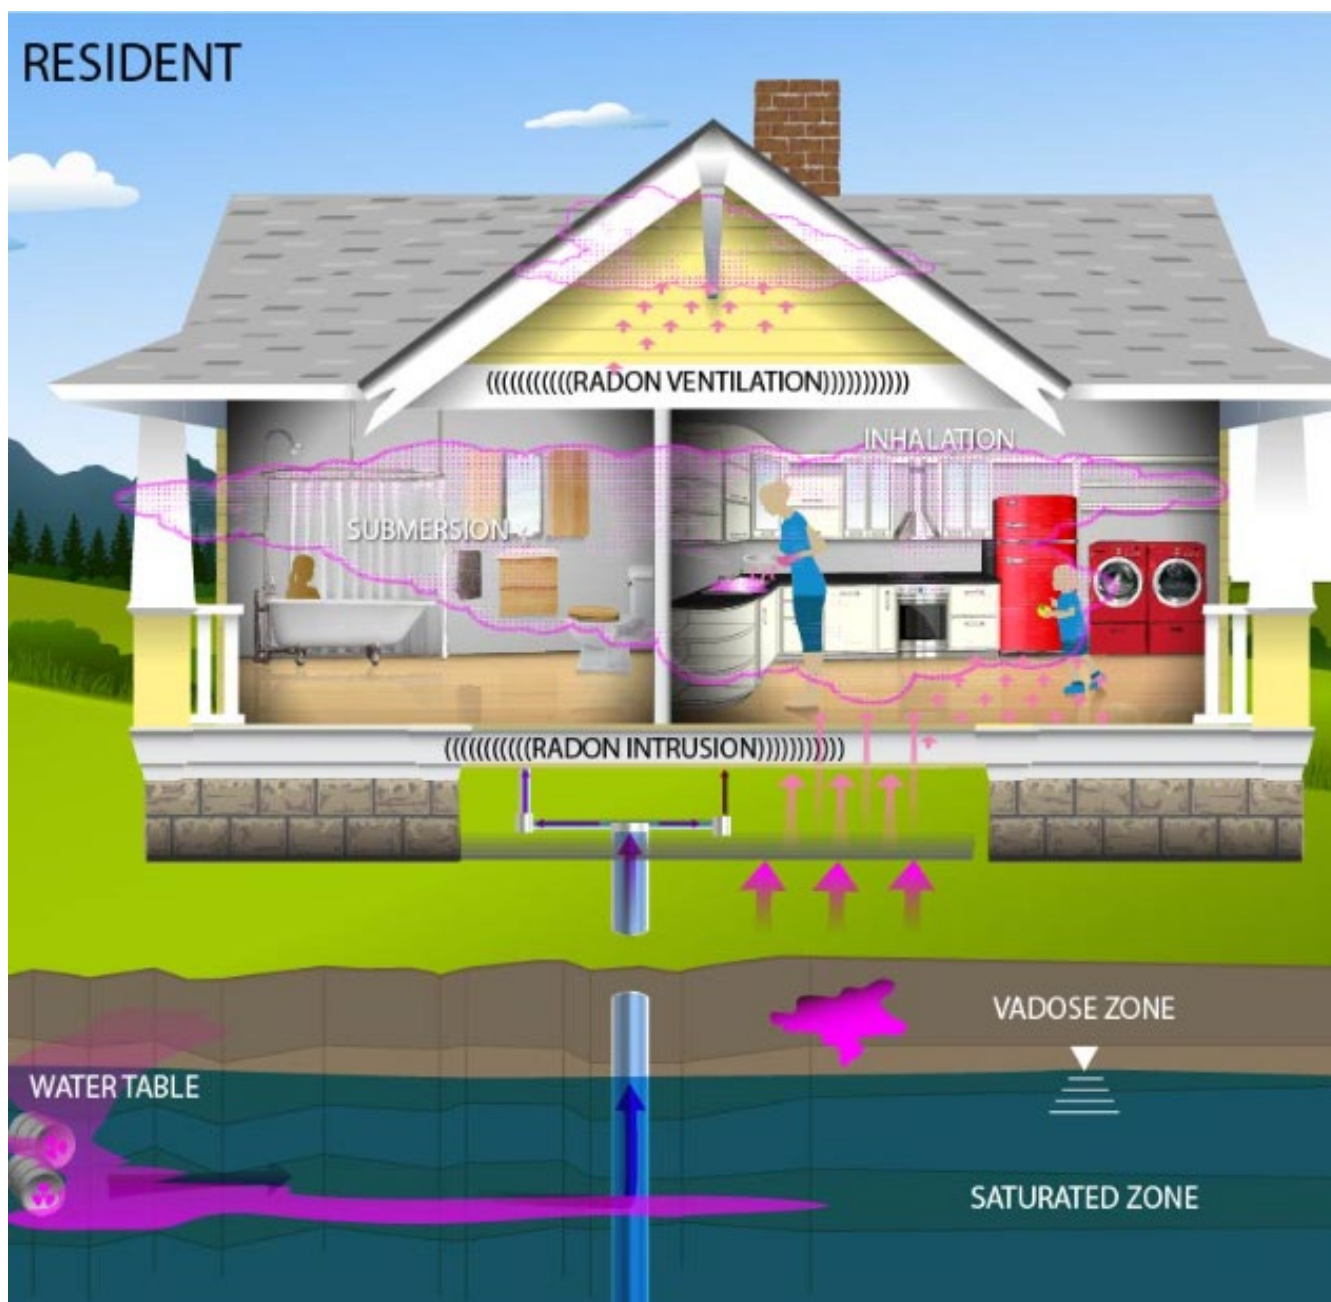 RESIDENT
(((((((((((RADON VENTILATION)))))))))))
INHALATION
SUBMERSION
(((((((((((RADON INTRUSION)))))))))))
VADOSE ZONE
WATER TABLE
SATURATED ZONE